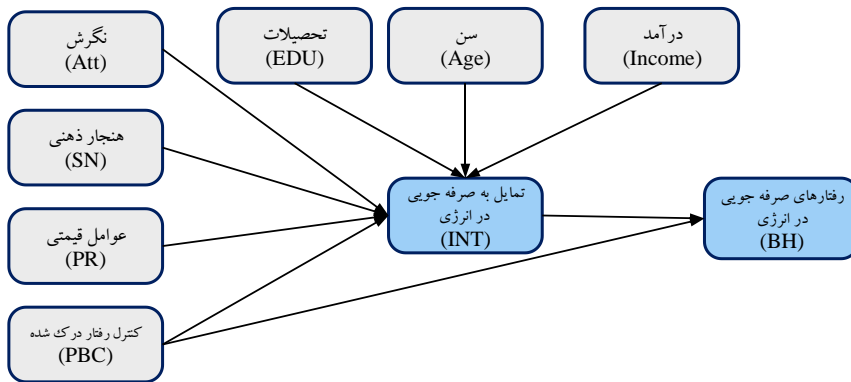 نگرش
(Att)
تحصیلات
(EDU)
سن
(Age)
درآمد
(Income)
هنجار ذهنی
(SN)
تمایل به صرفه جویی
در انرژی
(INT)
رفتارهای صرفه جویی
در انرژی
(BH)
عوامل قیمتی
(PR)
کنترل رفتار درک شده
(PBC)